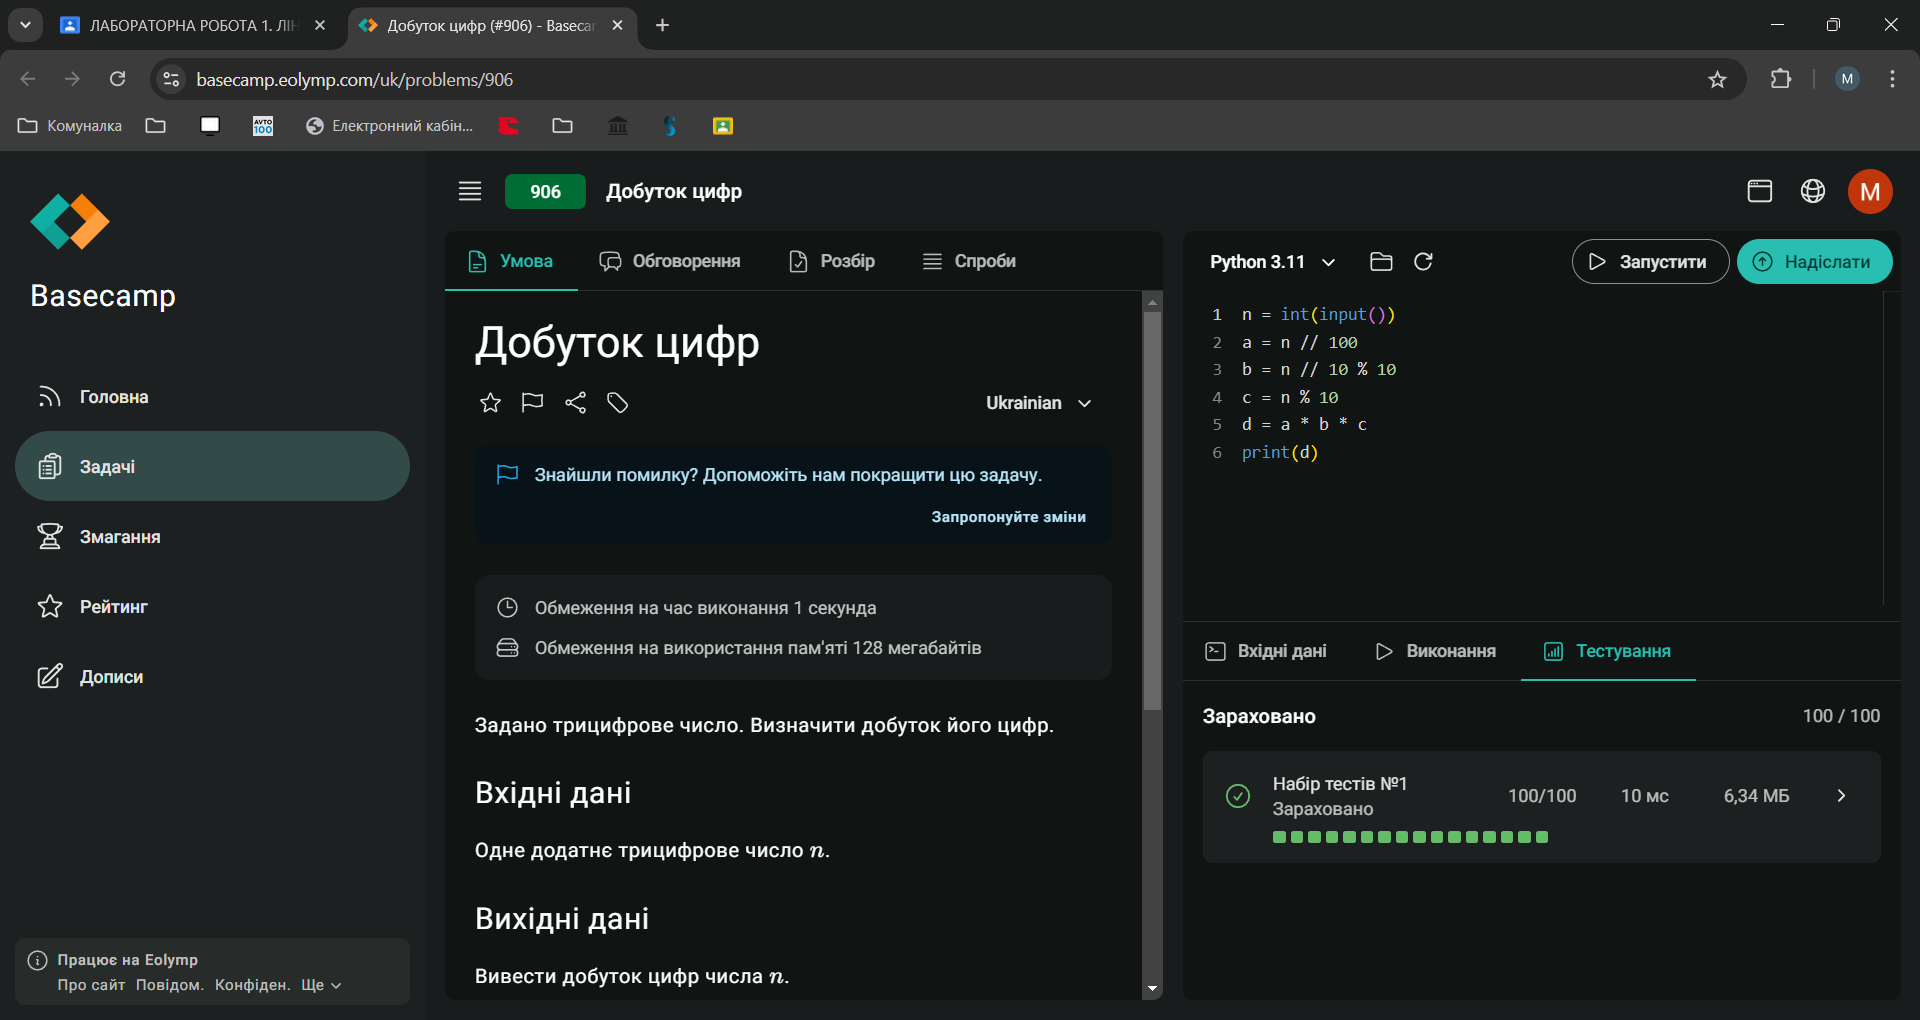 ЛАБОРАТОРНА РОБОТА 1. ЛІН
Добуток цифр (#906) - Basecar
basecamp.eolymp.com/uk/problems/906
M
Комуналка
AVTO 100
Електронний кабін...
Basecamp
Головна
Задачі
Змагання
Рейтинг
Дописи
Працює на Eolymp
Про сайт Повідом. Конфіден. Ще
906
Добуток цифр
M
Умова
Обговорення
Розбір
Спроби
Добуток цифр
Ukrainian
Знайшли помилку? Допоможіть нам покращити цю задачу.
Запропонуйте зміни
Обмеження на час виконання 1 секунда
Обмеження на використання пам'яті 128 мегабайтів
Задано трицифрове число. Визначити добуток його цифр.
Вхідні дані
Одне додатнє трицифрове число n.
Вихідні дані
Вивести добуток цифр числа n.
Python 3.11
Запустити
Надіслати
1 n = int(input())
2 a = n // 100
3 b = n // 10 % 10
4 c = n % 10
5 d = a * b * c
6 print(d)
Вхідні дані
Виконання
Тестування
Зараховано
100 / 100
Набір тестів №1
Зараховано
100/100
10 мс
6,34 МБ